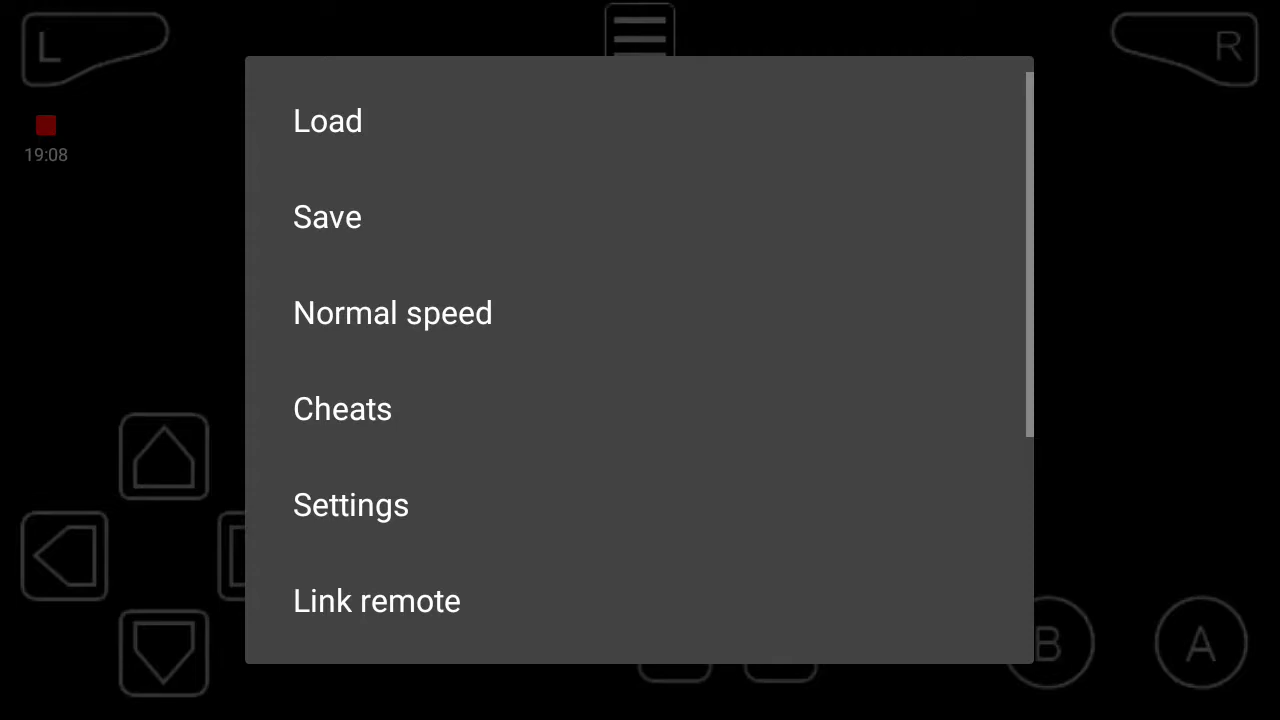 L
R
19:08
Load
Save
Normal speed
Cheats
Settings
Link remote
B
A